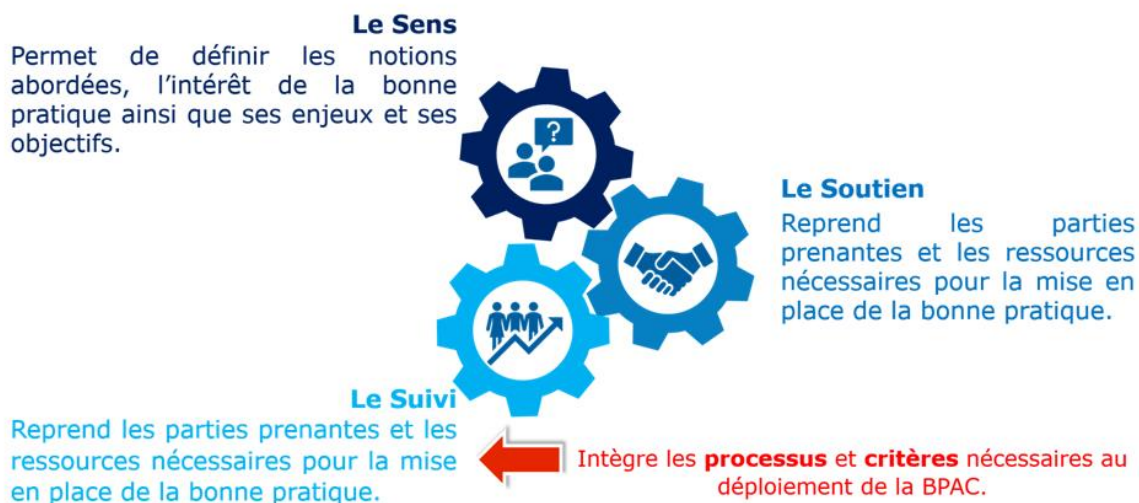 Le Sens
Permet de définir les notions
abordées, l'intérêt de la bonne
pratique ainsi que ses enjeux et ses
objectifs.
?
Le Soutien
Reprend les parties
prenantes et les ressources
nécessaires pour la mise en
place de la bonne pratique.
Le Suivi
Reprend les parties prenantes et les
ressources nécessaires pour la mise
en place de la bonne pratique.
Intègre les processus et critères nécessaires au
déploiement de la BPAC.